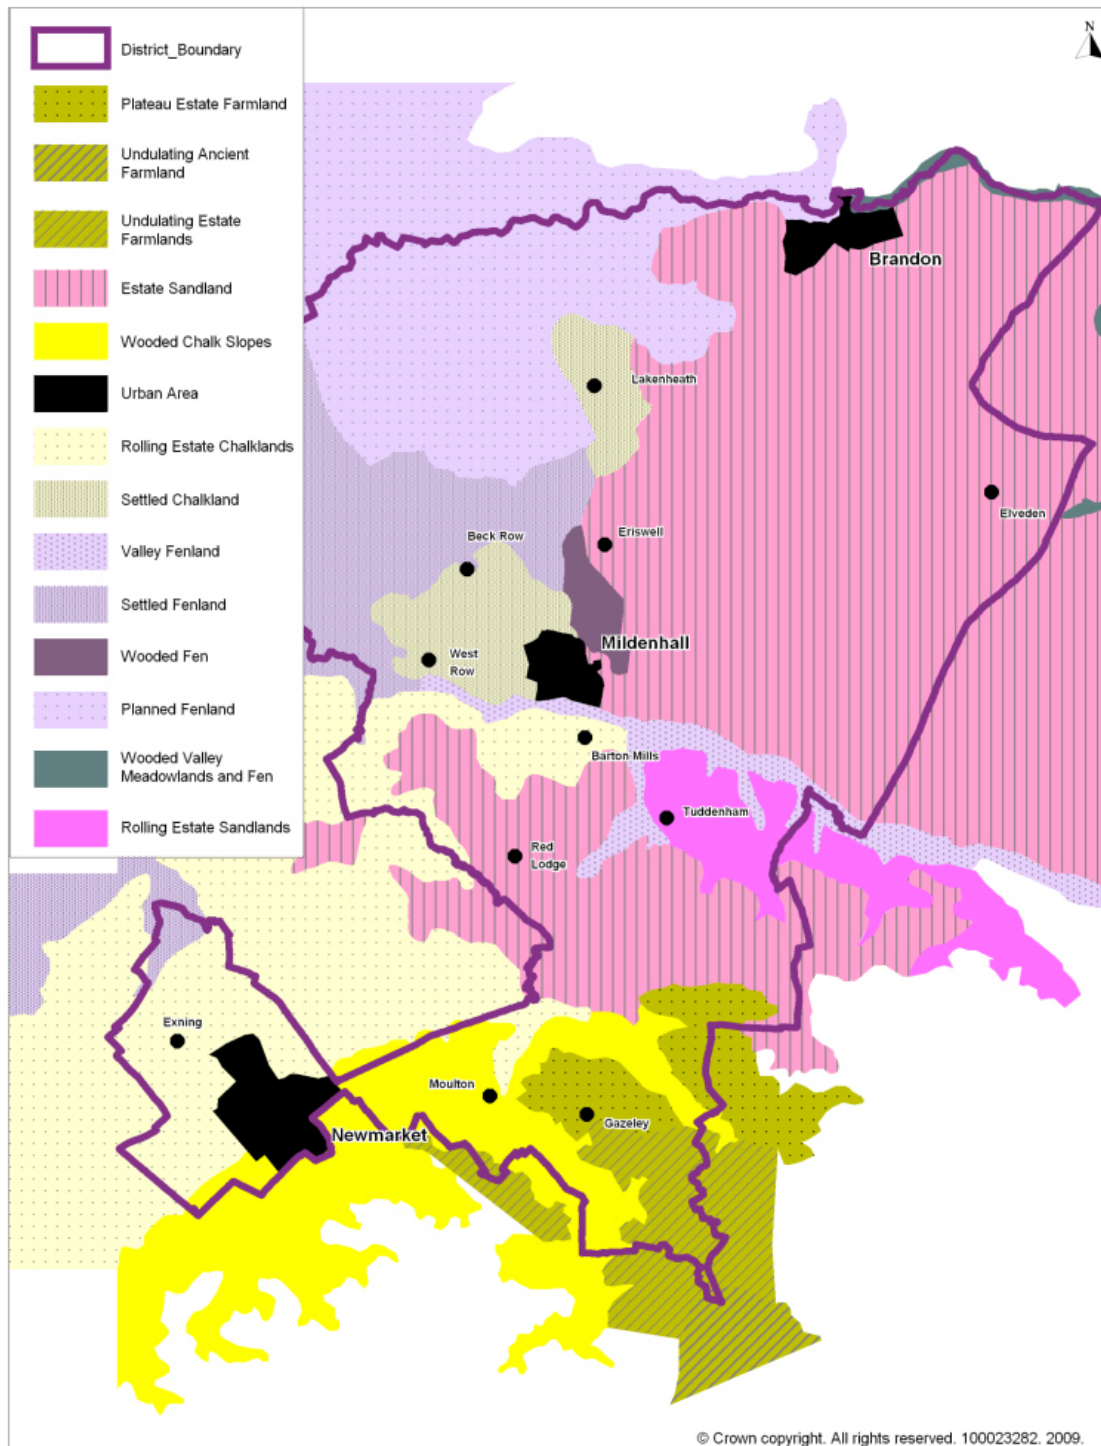 District_Boundary
Plateau Estate Farmland
Undulating Ancient
Farmland
Undulating Estate
Farmlands
Estate Sandland
Wooded Chalk Slopes
Urban Area
Rolling Estate Chalklands
Settled Chalkland
Valley Fenland
Settled Fenland
Wooded Fen
Planned Fenland
Wooded Valley
Meadowlands and Fen
Rolling Estate Sandlands
N
Brandon
Lakenheath
Elveden
Eriswell
Beck Row
Mildenhall
West
Row
Barton Mills
Tuddenham
Red
Lodge
Exning
Moulton
Gazeley
Newmarket
© Crown copyright. All rights reserved. 100023282. 2009.